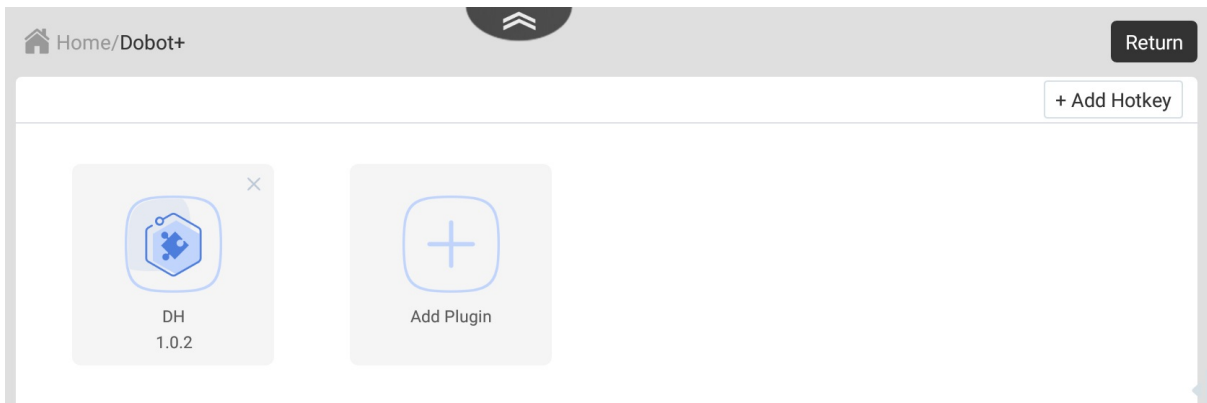 Home/Dobot+
Return
+ Add Hotkey
DH
1.0.2
Add Plugin